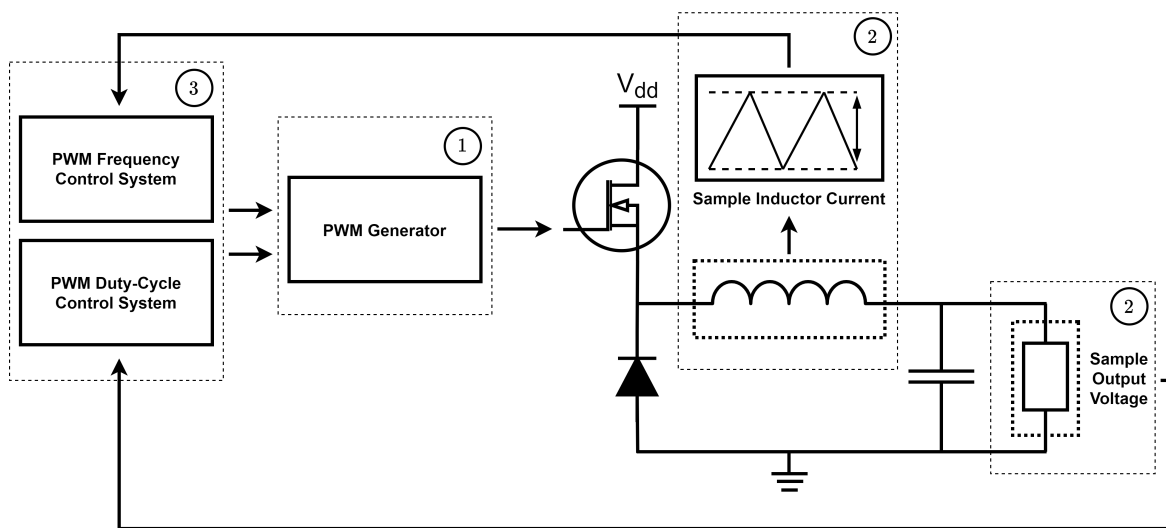 2
3
V_dd
PWM Frequency
Control System
1
Sample Inductor Current
PWM Generator
PWM Duty-Cycle
Control System
2
Sample
Output
Voltage